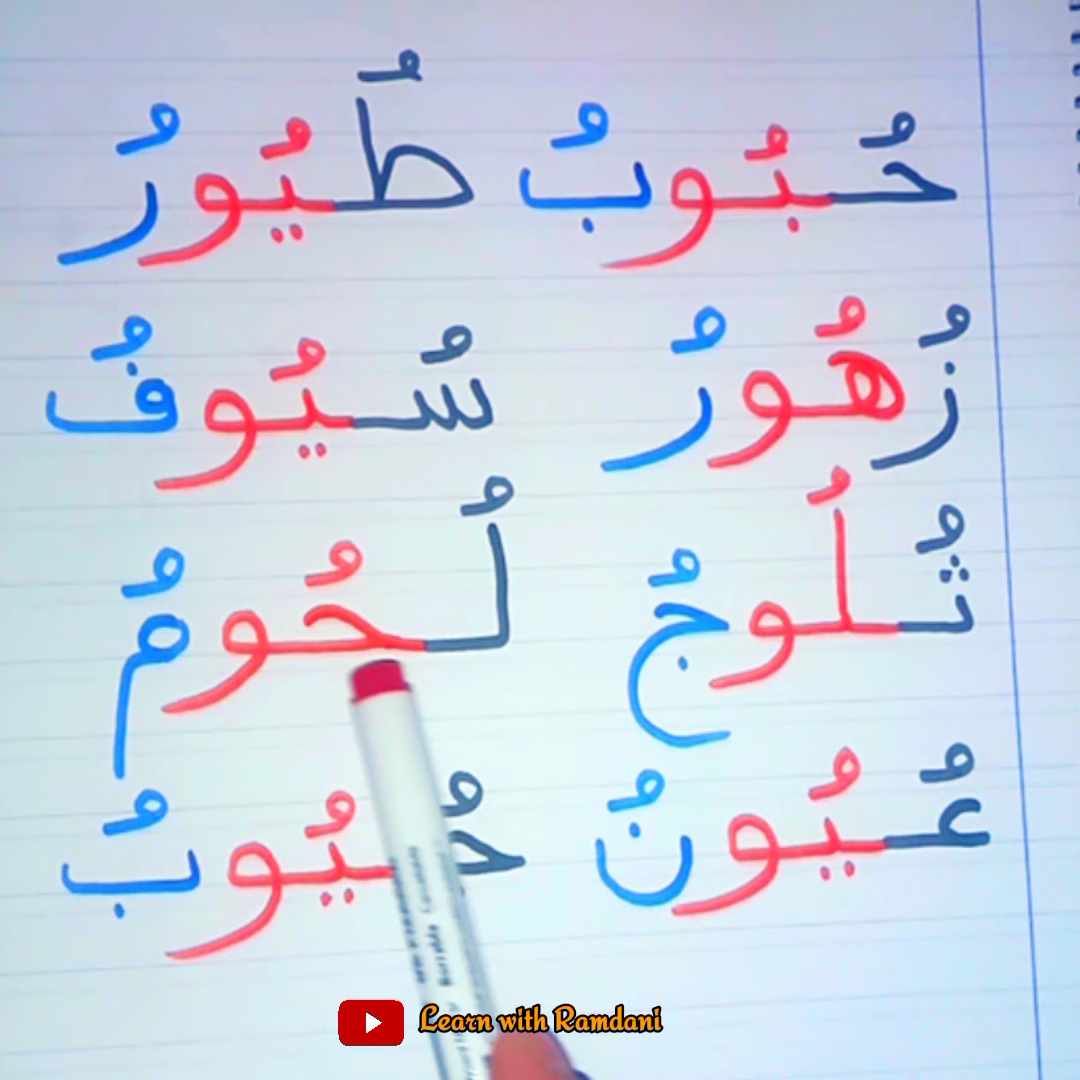 حُبُوبُ طُيُورُ
زُهُورُ سُيُوفُ
ثُلُوجُ لُحُومُ
عُيُونُ جُيُوبُ
Learn with Ramdani